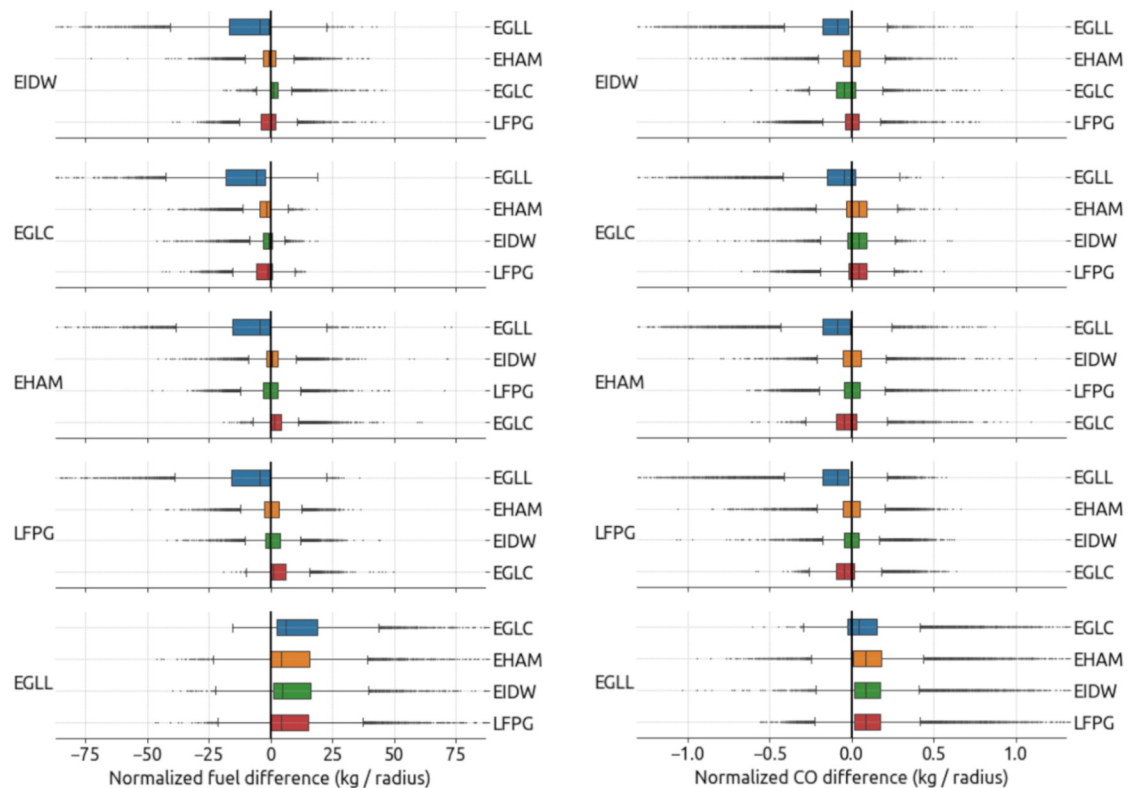 EGLL
EHAM
EIDW
EGLC
LFPG
EGLL
EHAM
EGLC
EIDW
LFPG
EGLL
EIDW
EHAM
LFPG
EGLC
EGLL
EHAM
LFPG
EIDW
EGLC
EGLC
EHAM
EGLL
EIDW
LFPG
−75 −50 −25 0 25 50 75
Normalized fuel difference (kg / radius)
EGLL
EHAM
EIDW
EGLC
LFPG
EGLL
EHAM
EGLC
EIDW
LFPG
EGLL
EIDW
EHAM
LFPG
EGLC
EGLL
EHAM
LFPG
EIDW
EGLC
EGLC
EHAM
EGLL
EIDW
LFPG
−1.0 −0.5 0.0 0.5 1.0
Normalized CO difference (kg / radius)